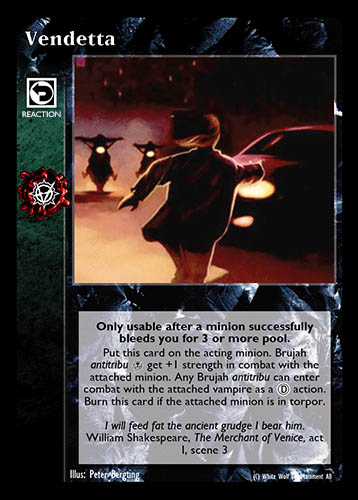 Vendetta
REACTION
Only usable after a minion successfully
bleeds you for 3 or more pool.
Put this card on the acting minion. Brujah
antitribu get +1 strength in combat with the
attached minion. Any Brujah antitribu can enter
combat with the attached vampire as a Ⓓ action.
Burn this card if the attached minion is in torpor.
I will feed fat the ancient grudge I bear him.
William Shakespeare, The Merchant of Venice, act
I, scene 3
Illus: Peter Bergting
(C) White Wolf Entertainment AB